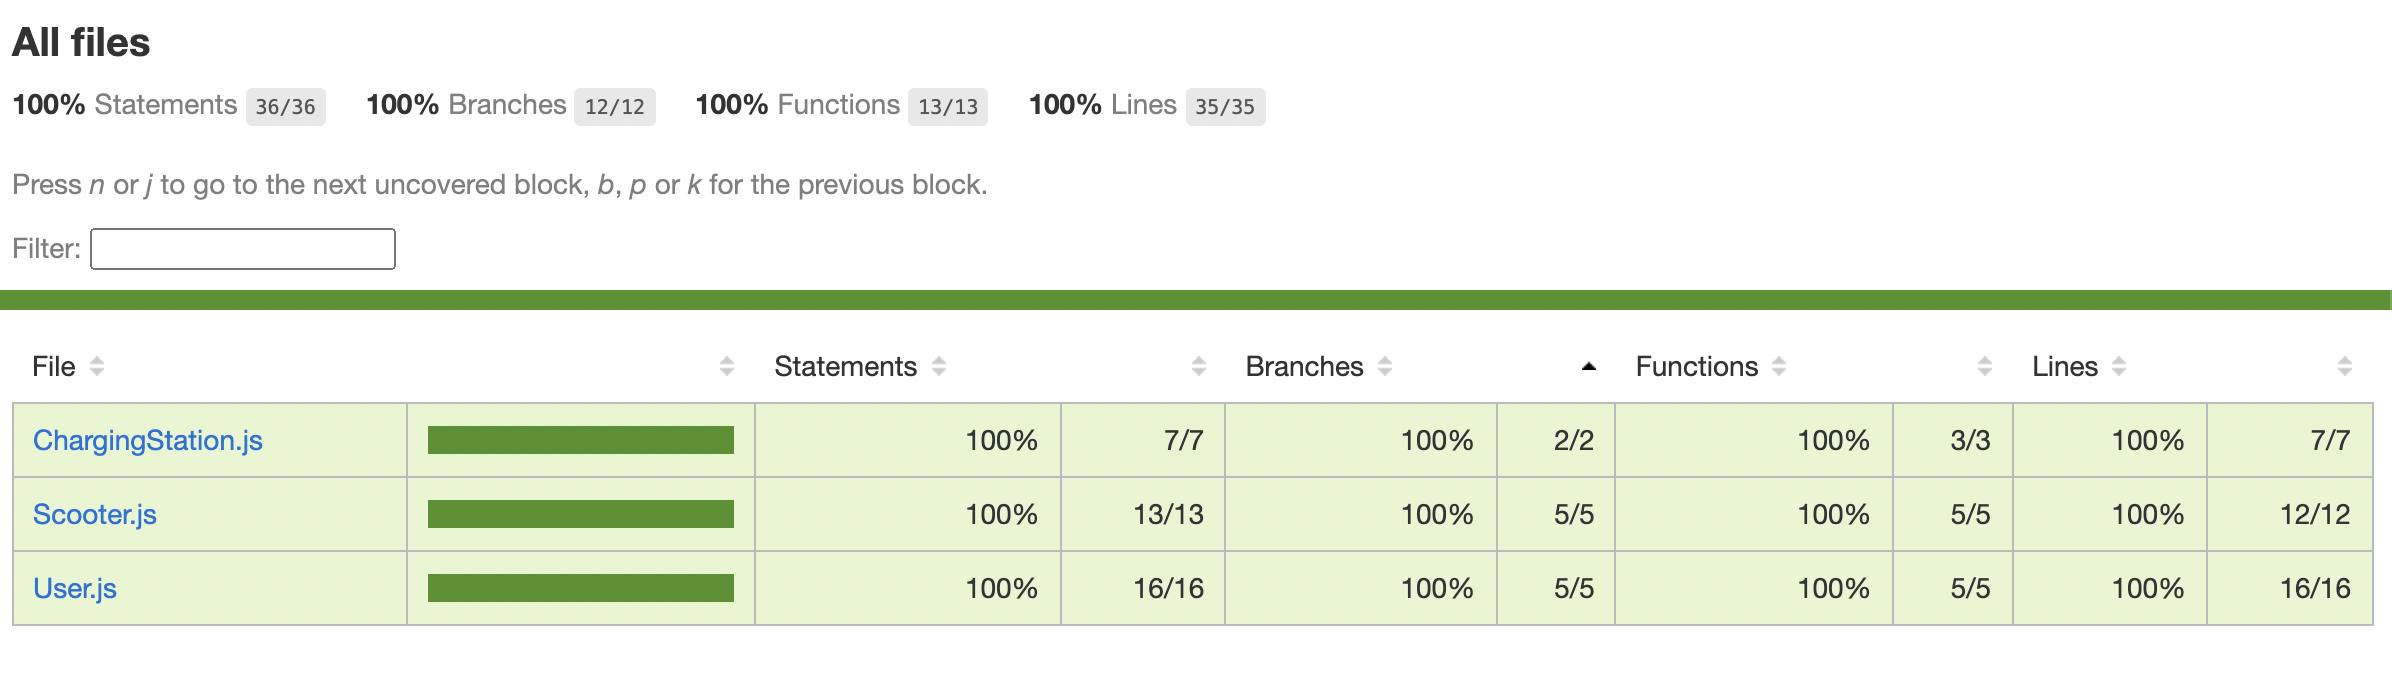 All files
100% Statements 36/36 100% Branches 12/12 100% Functions 13/13 100% Lines 35/35
Press n or j to go to the next uncovered block, b, p or k for the previous block.
Filter:
File Statements Branches Functions Lines
ChargingStation.js 100% 7/7 100% 2/2 100% 3/3 100% 7/7
Scooter.js 100% 13/13 100% 5/5 100% 5/5 100% 12/12
User.js 100% 16/16 100% 5/5 100% 5/5 100% 16/16